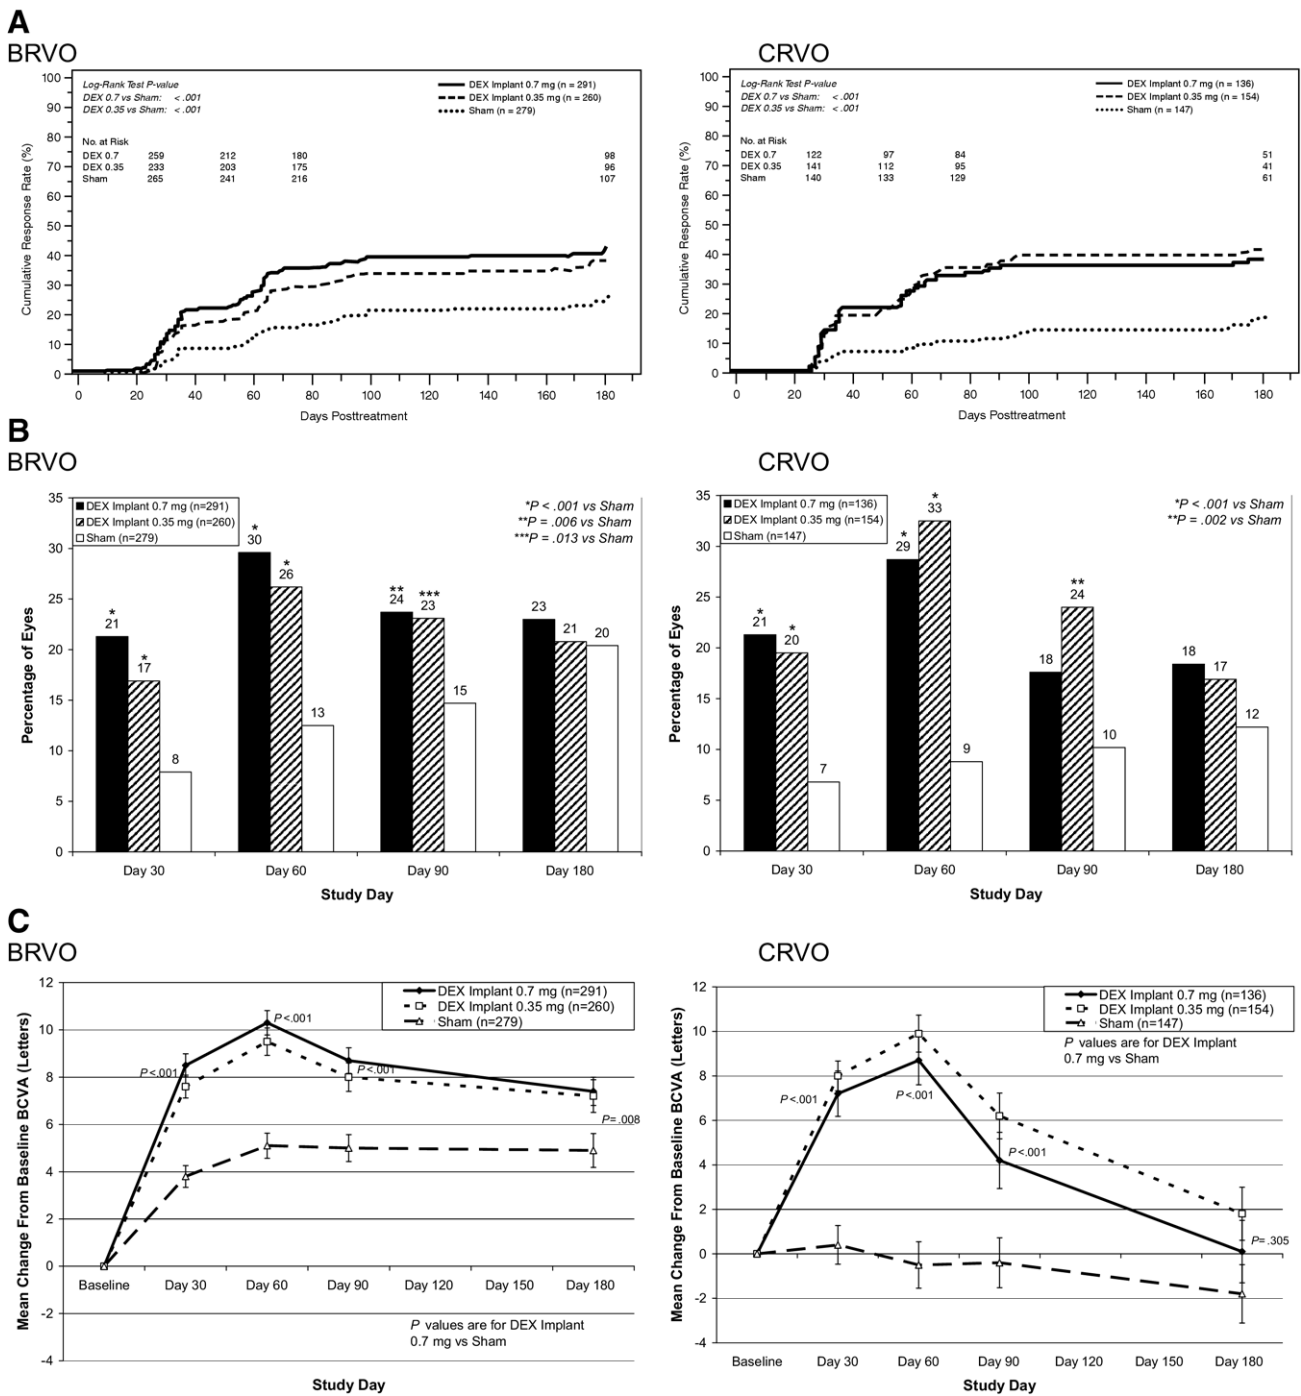 A
BRVO
100
90
80
70
60
50
40
30
20
10
0
Cumulative Response Rate (%)
Log-Rank Test P-value
DEX 0.7 vs Sham: < .001
DEX 0.35 vs Sham: < .001
DEX Implant 0.7 mg (n = 291)
DEX Implant 0.35 mg (n = 260)
Sham (n = 279)
No. at Risk
DEX 0.7 259 212 180 98
DEX 0.35 233 203 175 96
Sham 265 241 216 107
0 20 40 60 80 100 120 140 160 180
Days Posttreatment
CRVO
100
90
80
70
60
50
40
30
20
10
0
Cumulative Response Rate (%)
Log-Rank Test P-value
DEX 0.7 vs Sham: < .001
DEX 0.35 vs Sham: < .001
DEX Implant 0.7 mg (n = 136)
DEX Implant 0.35 mg (n = 154)
Sham (n = 147)
No. at Risk
DEX 0.7 122 97 84 51
DEX 0.35 141 112 95 41
Sham 140 133 129 61
0 20 40 60 80 100 120 140 160 180
Days Posttreatment
B
BRVO
35
30
25
20
15
10
5
0
Percentage of Eyes
DEX Implant 0.7 mg (n=291)
DEX Implant 0.35 mg (n=260)
Sham (n=279)
*P < .001 vs Sham
**P = .006 vs Sham
***P = .013 vs Sham
*
21
*
17
8
*
30
*
26
13
**
24
***
23
15
23
21
20
Day 30 Day 60 Day 90 Day 180
Study Day
CRVO
35
30
25
20
15
10
5
0
Percentage of Eyes
DEX Implant 0.7 mg (n=136)
DEX Implant 0.35 mg (n=154)
Sham (n=147)
*P < .001 vs Sham
**P = .002 vs Sham
*
21
*
20
7
*
29
*
33
9
18
**
24
10
18
17
12
Day 30 Day 60 Day 90 Day 180
Study Day
C
BRVO
12
10
8
6
4
2
0
-2
-4
Mean Change From Baseline BCVA (Letters)
DEX Implant 0.7 mg (n=291)
DEX Implant 0.35 mg (n=260)
Sham (n=279)
P<.001
P<.001
P<.001
P=.008
Baseline Day 30 Day 60 Day 90 Day 120 Day 150 Day 180
P values are for DEX Implant
0.7 mg vs Sham
Study Day
CRVO
12
10
8
6
4
2
0
-2
-4
Mean Change From Baseline BCVA (Letters)
DEX Implant 0.7 mg (n=136)
DEX Implant 0.35 mg (n=154)
Sham (n=147)
P values are for DEX Implant
0.7 mg vs Sham
P<.001
P<.001
P<.001
P=.305
Baseline Day 30 Day 60 Day 90 Day 120 Day 150 Day 180
Study Day